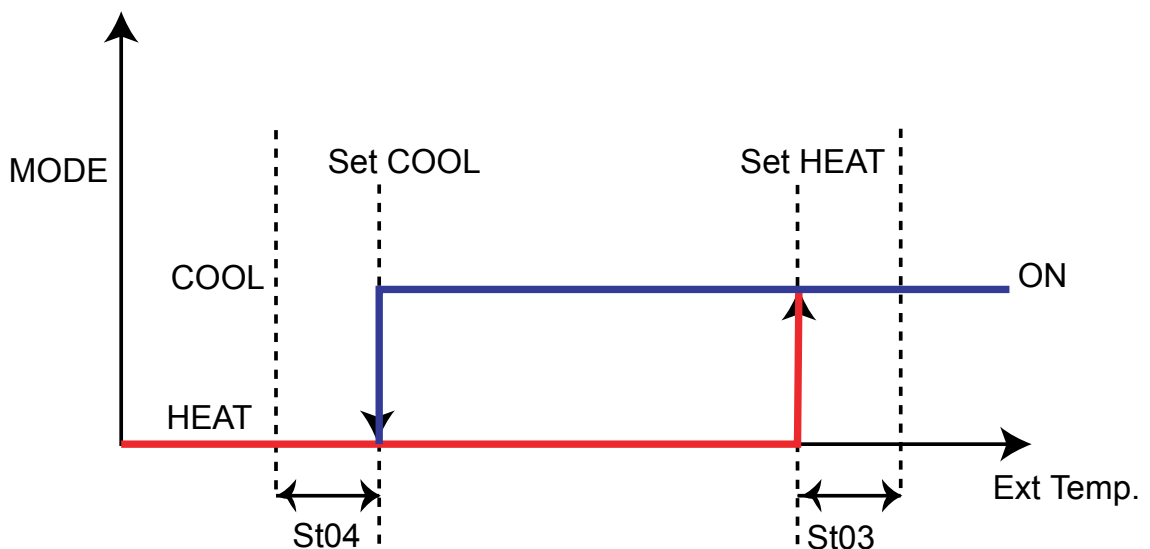 MODE
Set COOL
Set HEAT
COOL
ON
HEAT
Ext Temp.
St04
St03